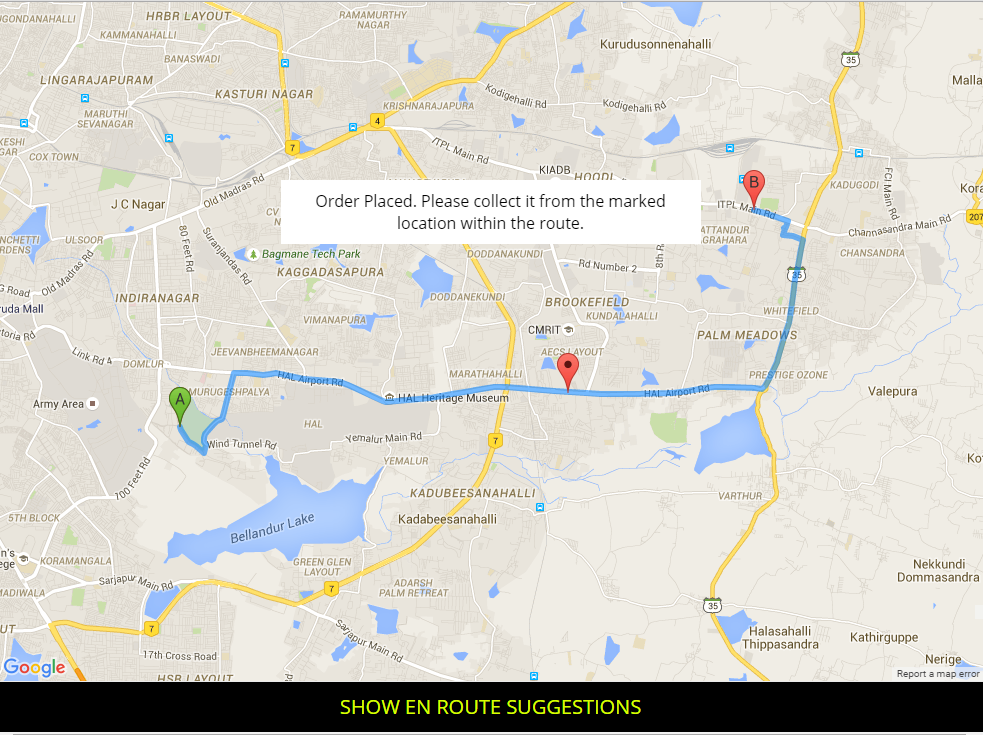 HRBR LAYOUT
RAMAMURTHY
NAGAR
KAMMANAHALLI
BANASWADI
Kurudusonnenahalli
35
LINGARAJAPURAM
KASTURI NAGAR
KRISHNARAJAPURA
Kodigehalli Rd
Kodigehalli Rd
Malla
MARUTHI
SEVANAGAR
4
COX TOWN
7
ITPL Main Rd
KIADB
HOODI
KADUGODI
FCI Main Rd
Old Madras Rd
Order Placed. Please collect it from the marked
location within the route.
B
ITPL Main Rd
J C Nagar
Kora
207
Channasandra Main Rd
ULSOOR
80 Feet Rd
Suranjandas Rd
Bagmane Tech Park
DODDANAKUNDI
ATTANDUR
GRAHARA
CHANSANDRA
Old Madras Rd
KAGGADASAPURA
Rd Number 2
8th
35
INDIRANAGAR
DODDANEKUNDI
BROOKEFIELD
KUNDALAHALLI
WHITEFIELD
VIMANAPURA
CMRIT
PALM MEADOWS
Link Rd 4
DOMLUR
JEEVANBHEEMANAGAR
AECS LAYOUT
MARATHAHALLI
PRESTIGE OZONE
HAL Airport Rd
HAL Airport Rd
Valepura
Army Area
A
MURUGESHPALYA
HAL Heritage Museum
HAL
Wind Tunnel Rd
Yemalur Main Rd
7
YEMALUR
100 Feet Rd
KADUBEESANAHALLI
VARTHUR
5TH BLOCK
Bellandur Lake
Kadabeesanahalli
KORAMANGALA
GREEN GLEN
LAYOUT
Nekkundi
Dommasandra
Sarjapur Main Rd
7
ADARSH
PALM RETREAT
35
7
Sarjapur Main Rd
Halasahalli
Thippasandra
Kathirguppe
17th Cross Road
Nerige
Google
HSR LAYOUT
Report a map error
SHOW EN ROUTE SUGGESTIONS